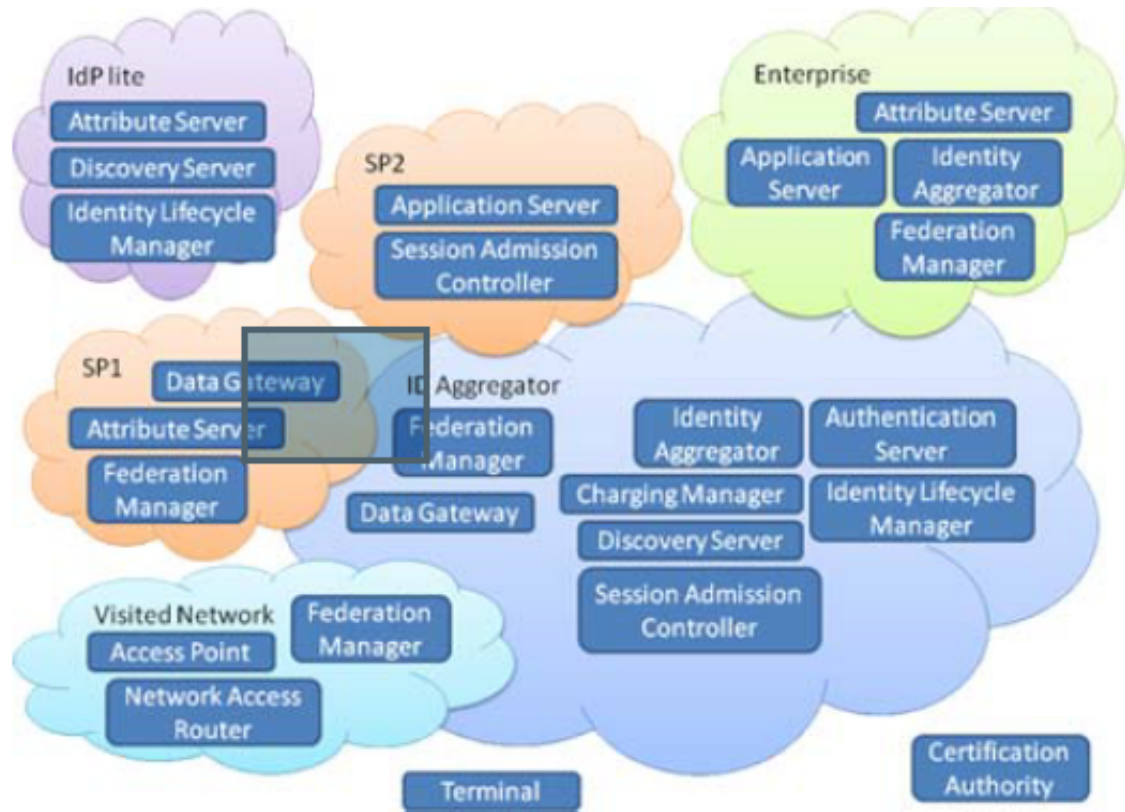 IdP lite
Attribute Server
Discovery Server
Identity Lifecycle
Manager
SP2
Application Server
Session Admission
Controller
Enterprise
Attribute Server
Application
Server
Identity
Aggregator
Federation
Manager
SP1
Data Gateway
Attribute Server
Federation
Manager
ID Aggregator
Federation
Manager
Data Gateway
Identity
Aggregator
Charging Manager
Discovery Server
Session Admission
Controller
Authentication
Server
Identity Lifecycle
Manager
Visited Network
Access Point
Federation
Manager
Network Access
Router
Terminal
Certification
Authority